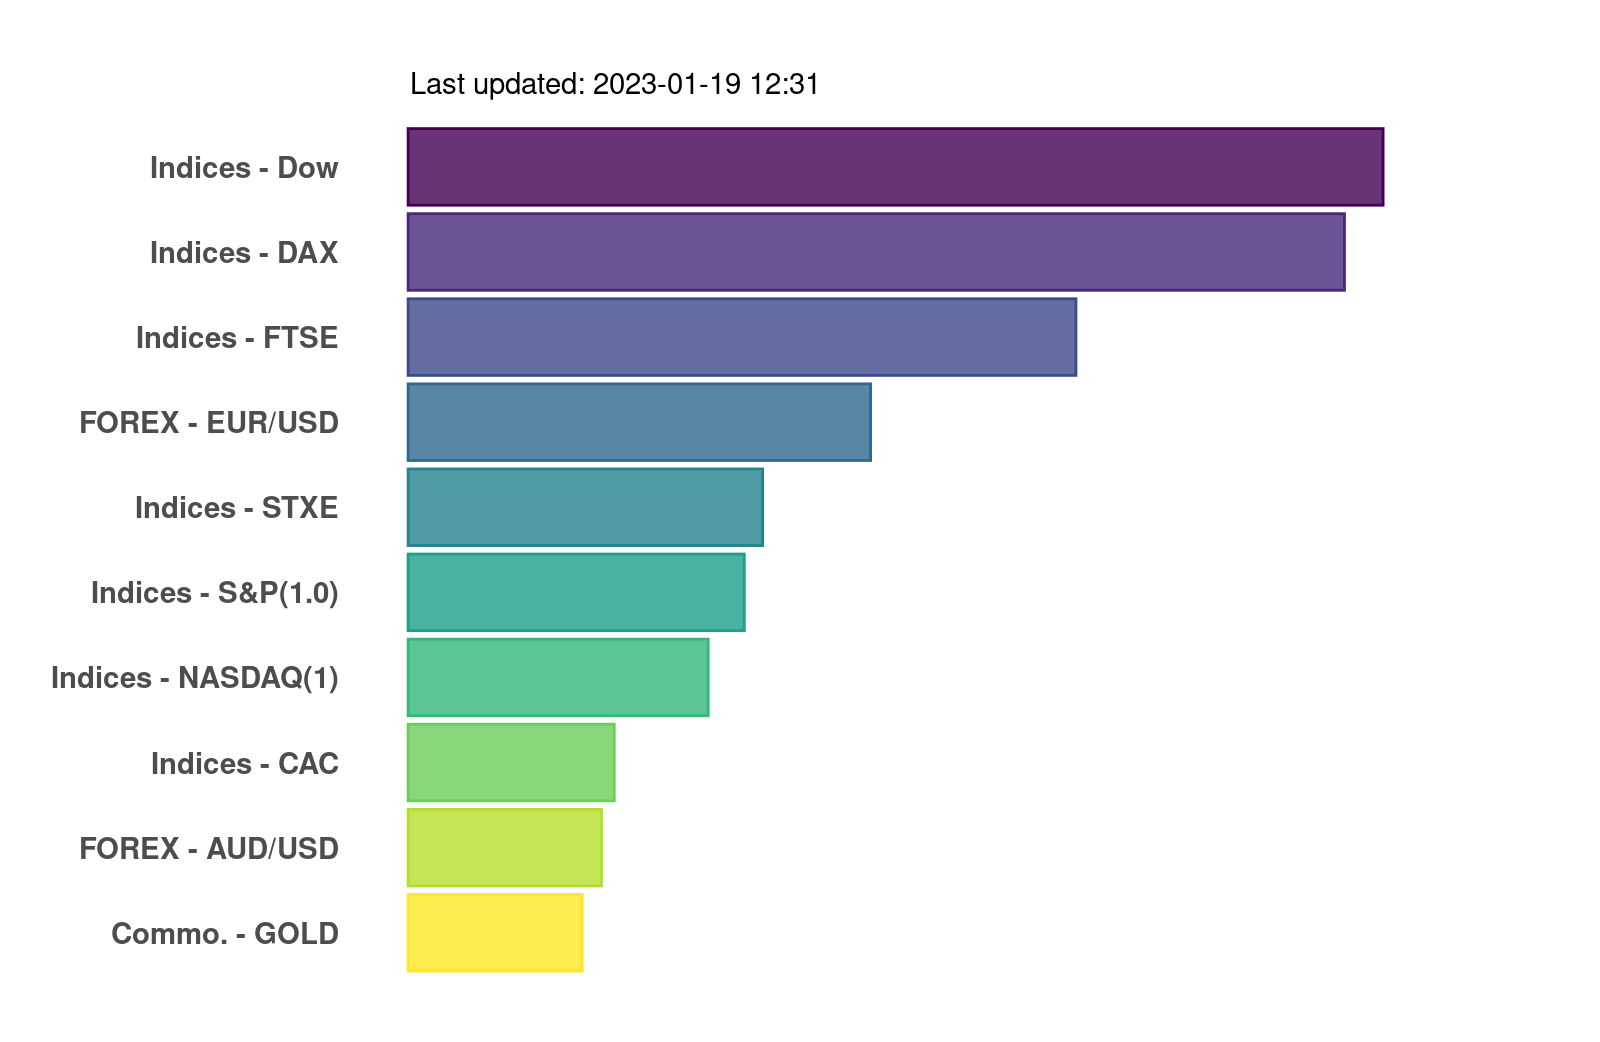 Last updated: 2023-01-19 12:31
Indices - Dow
Indices - DAX
Indices - FTSE
FOREX - EUR/USD
Indices - STXE
Indices - S&P(1.0)
Indices - NASDAQ(1)
Indices - CAC
FOREX - AUD/USD
Commo. - GOLD